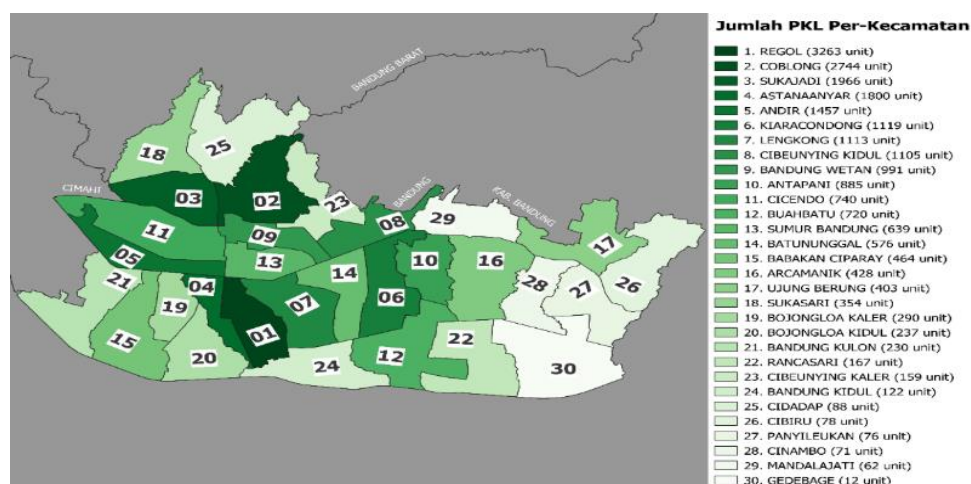 Jumlah PKL Per-Kecamatan
1. REGOL (3263 unit)
2. COBLONG (2744 unit)
3. SUKAJADI (1966 unit)
4. ASTANAANYAR (1800 unit)
5. ANDIR (1457 unit)
6. KIARACONDONG (1119 unit)
7. LENGKONG (1113 unit)
8. CIBEUNYING KIDUL (1105 unit)
9. BANDUNG WETAN (991 unit)
10. ANTAPANI (885 unit)
11. CICENDO (740 unit)
12. BUAHBATU (720 unit)
13. SUMUR BANDUNG (639 unit)
14. BATUNUNGGAL (576 unit)
15. BABAKAN CIPARAY (464 unit)
16. ARCAMANIK (428 unit)
17. UJUNG BERUNG (403 unit)
18. SUKASARI (354 unit)
19. BOJONGLOA KALER (290 unit)
20. BOJONGLOA KIDUL (237 unit)
21. BANDUNG KULON (230 unit)
22. RANCASARI (167 unit)
23. CIBEUNYING KALER (159 unit)
24. BANDUNG KIDUL (122 unit)
25. CIDADAP (88 unit)
26. CIBIRU (78 unit)
27. PANYILEUKAN (76 unit)
28. CINAMBO (71 unit)
29. MANDALAJATI (62 unit)
30. GEDEBAGE (12 unit)
BANDUNG BARAT
CIMAHI
BANDUNG
KAB. BANDUNG
18
25
03
02
23
08
29
17
11
09
13
05
14
10
16
28
27
26
21
04
19
07
06
01
15
20
24
12
22
30